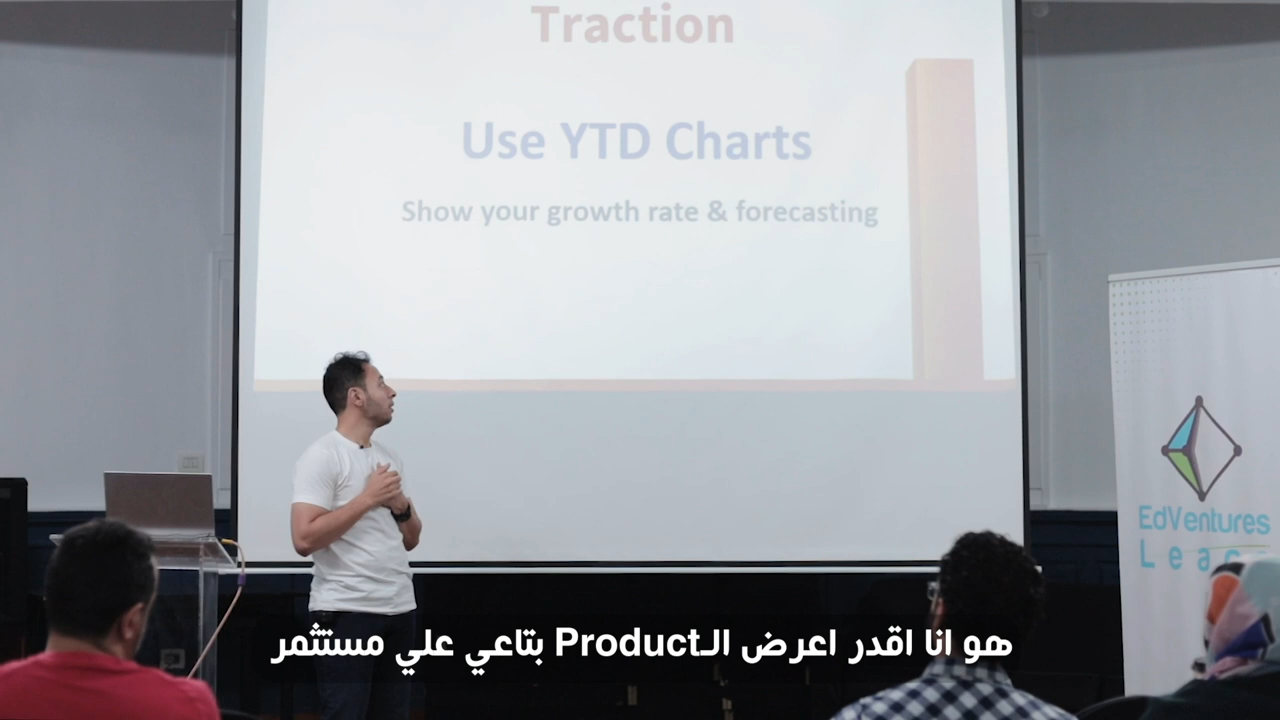 Traction
Use YTD Charts
Show your growth rate & forecasting
EdVentures
هو انا اقدر اعرض الـProduct بتاعي علي مستثمر